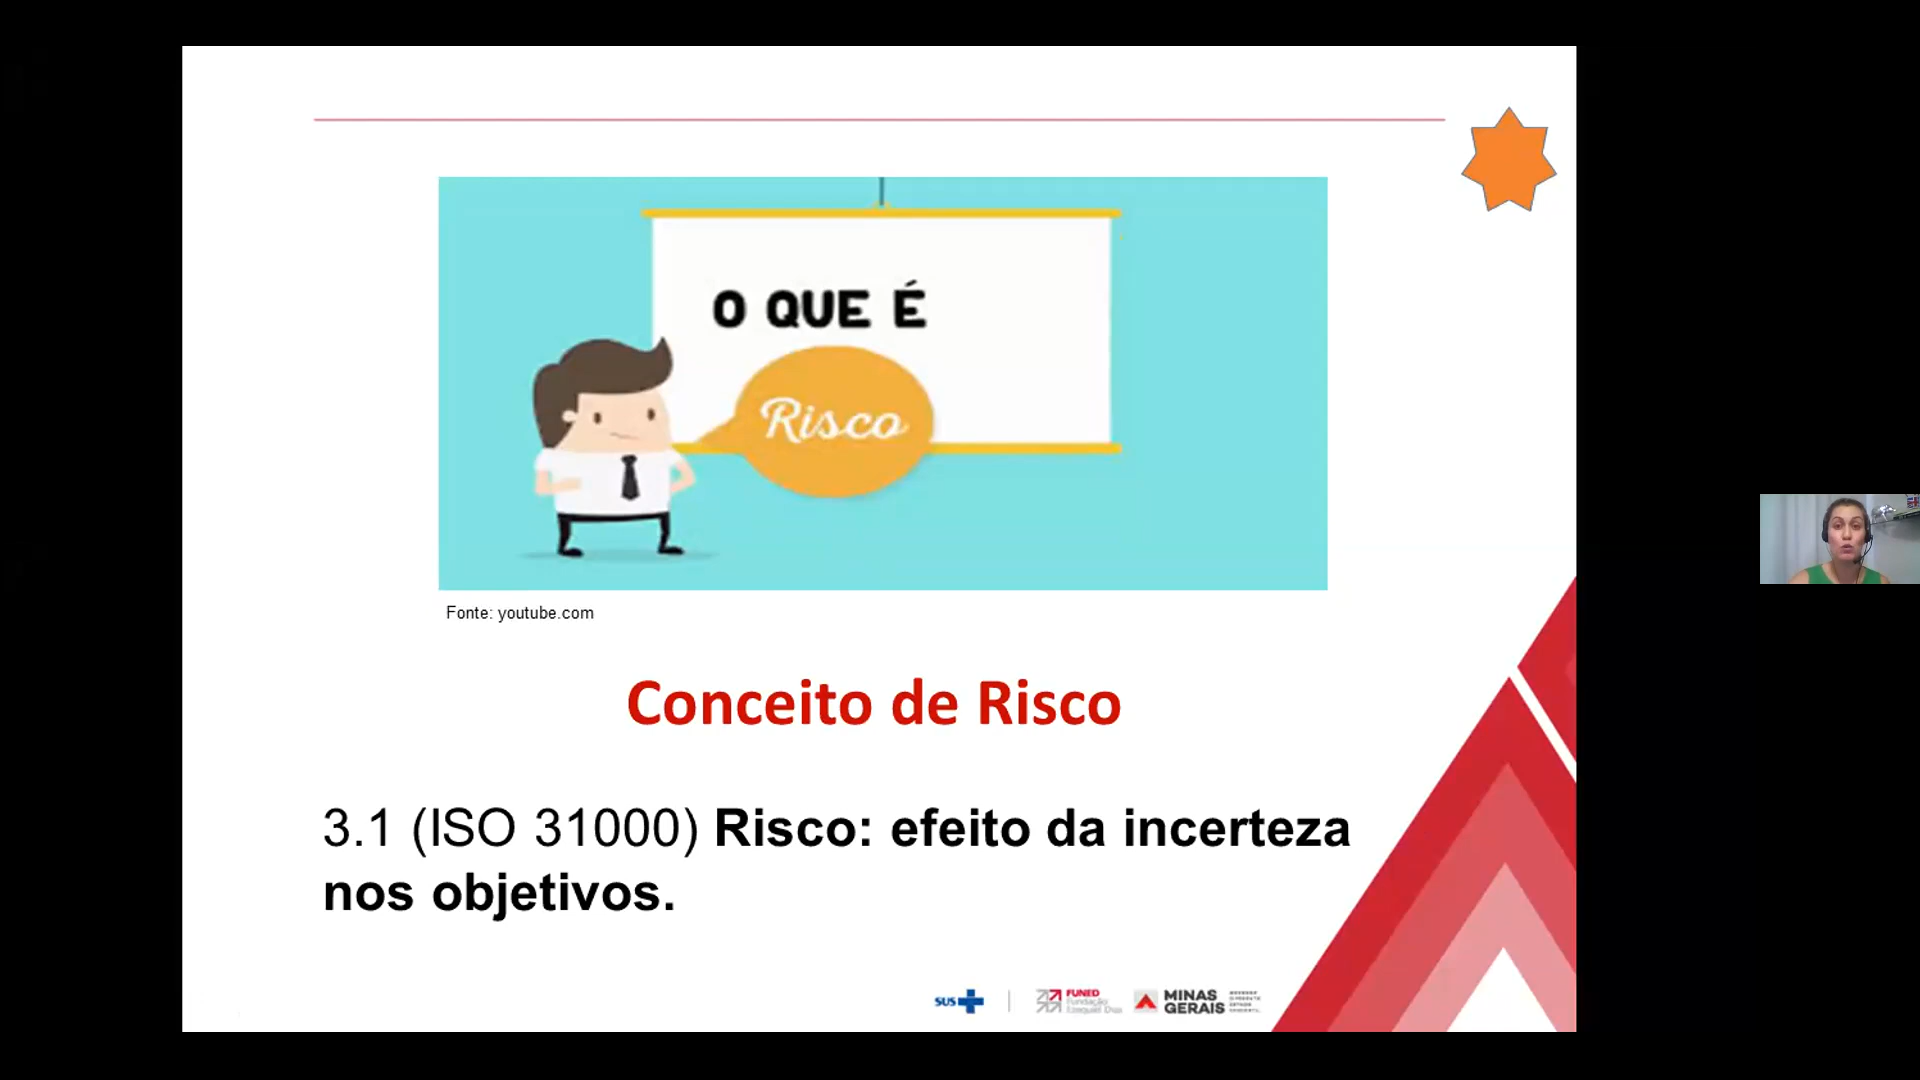 O QUE É
Risco
Fonte: youtube.com
Conceito de Risco
3.1 (ISO 31000) Risco: efeito da incerteza
nos objetivos.
SUS
FUNED
Fundação
Ezequiel Dias
MINAS
GERAIS